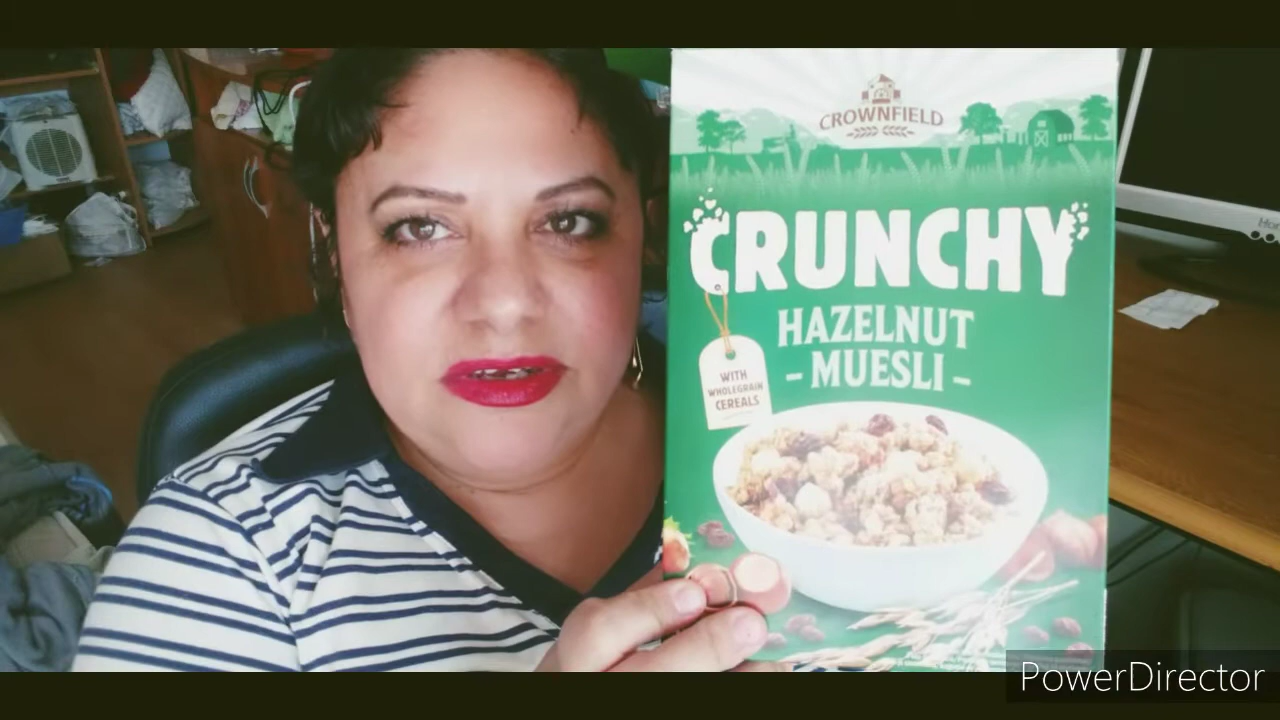 CROWNFIELD
CRUNCHY
HAZELNUT
- MUESLI -
WITH
WHOLEGRAIN
CEREALS
PowerDirector